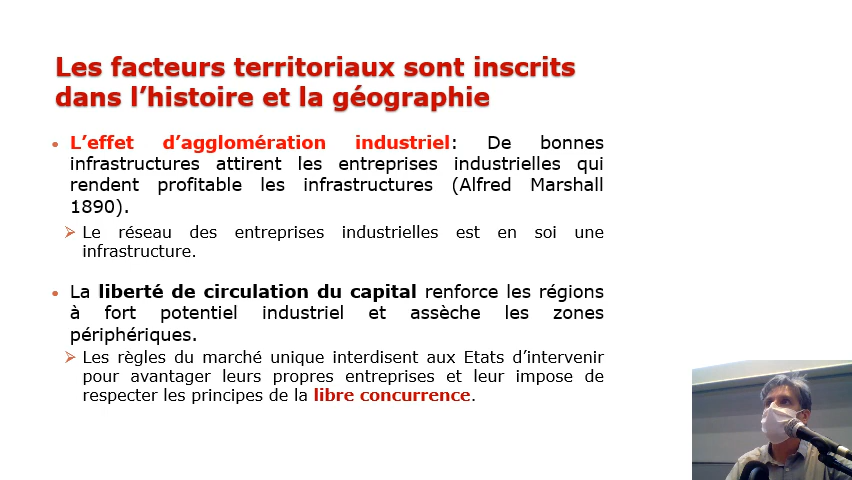 Les facteurs territoriaux sont inscrits
dans l’histoire et la géographie
• L’effet d’agglomération industriel: De bonnes
infrastructures attirent les entreprises industrielles qui
rendent profitable les infrastructures (Alfred Marshall
1890).
➢ Le réseau des entreprises industrielles est en soi une
infrastructure.
• La liberté de circulation du capital renforce les régions
à fort potentiel industriel et assèche les zones
périphériques.
➢ Les règles du marché unique interdisent aux Etats d’intervenir
pour avantager leurs propres entreprises et leur impose de
respecter les principes de la libre concurrence.